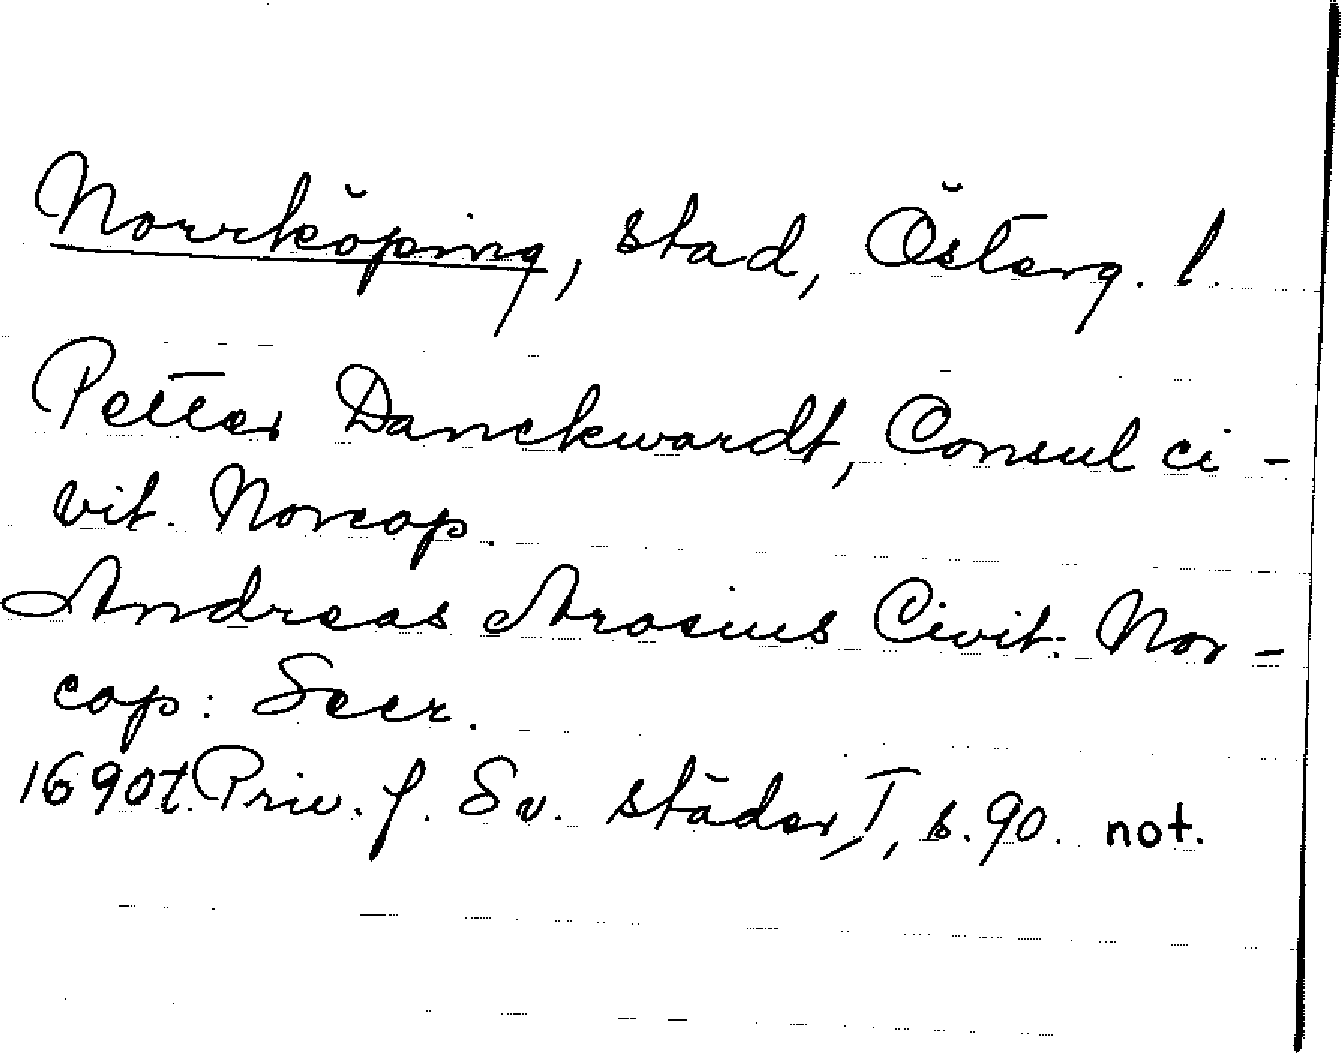 Norrköping, stad, Österg. l.
Petter Danckwardt, Consul ci-
vit. Norcop.
Andreas Arosius Civit: Nor-
cop: Secr.
1690t. Priv. f. Sv. städer, I, s. 90. not.